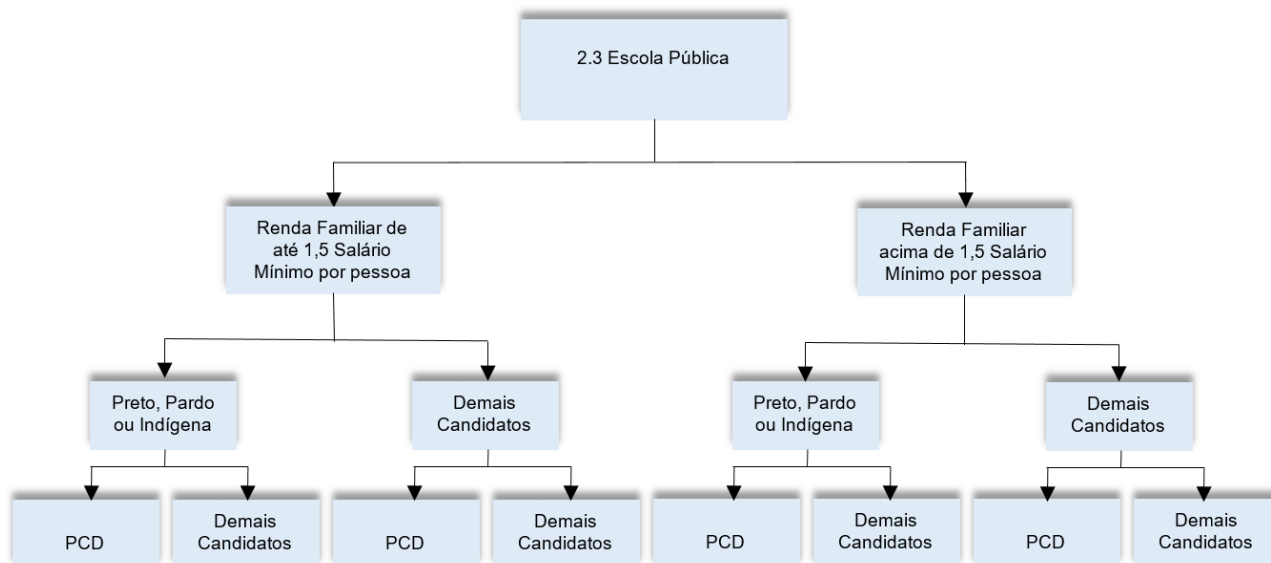 2.3 Escola Pública
Renda Familiar de
até 1,5 Salário
Mínimo por pessoa
Renda Familiar
acima de 1,5 Salário
Mínimo por pessoa
Preto, Pardo
ou Indígena
Demais
Candidatos
Preto, Pardo
ou Indígena
Demais
Candidatos
PCD
Demais
Candidatos
PCD
Demais
Candidatos
PCD
Demais
Candidatos
PCD
Demais
Candidatos